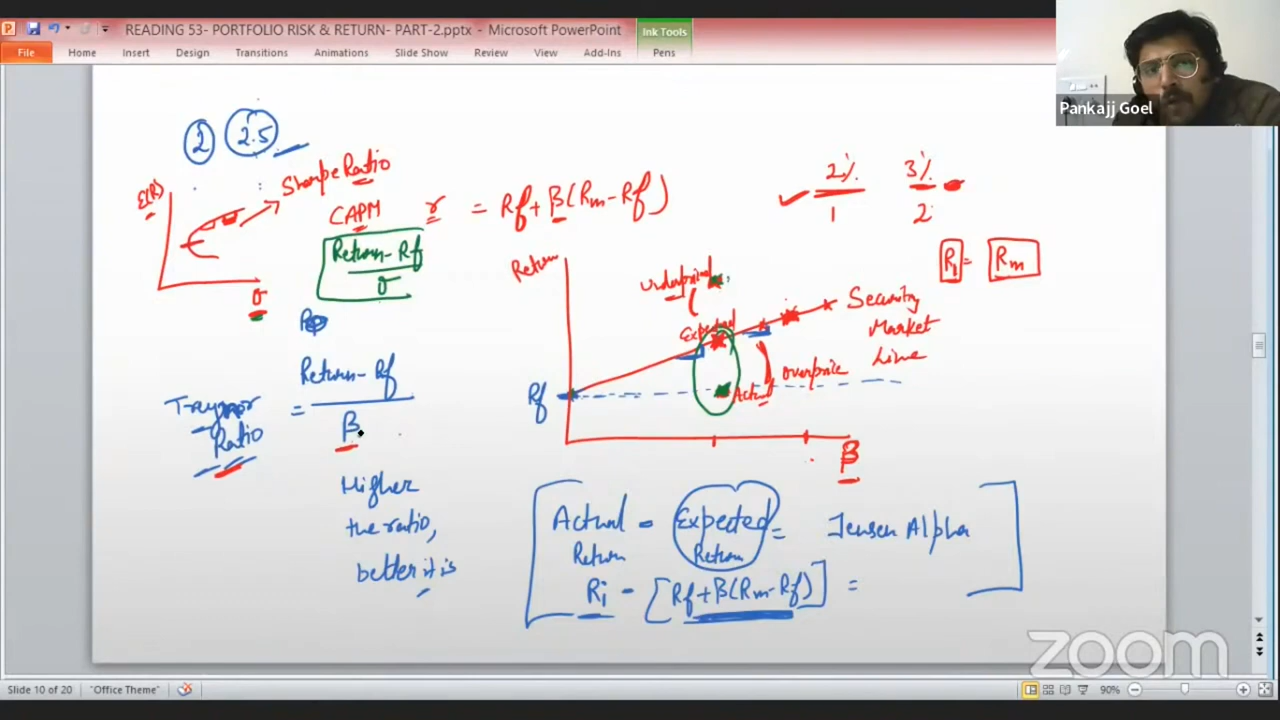 READING 53- PORTFOLIO RISK & RETURN- PART-2.pptx - Microsoft PowerPoint
Ink Tools
File Home Insert Design Transitions Animations Slide Show Review View Add-Ins Pens
Pankajj Goel
2 2.5
E(R)
Sharpe Ratio
σ
CAPM r = Rf + β(Rm-Rf)
Return-Rf
σ
2% 3%
1 2
R1 = Rm
Return
Underpriced
Expected
Security
Market
Line
Overprice
Actual
Rf
β
Traynor
Ratio
= Return-Rf
β
Higher
the ratio,
better it is
Actual - Expected = Jensen Alpha
Return Return
Ri - [Rf+β(Rm-Rf)] =
zoom
Slide 10 of 20 "Office Theme" 90%